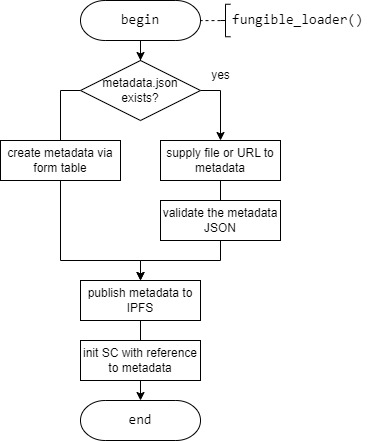 begin
fungible_loader()
metadata.json
exists?
yes
create metadata via
form table
supply file or URL to
metadata
validate the metadata
JSON
publish metadata to
IPFS
init SC with reference
to metadata
end